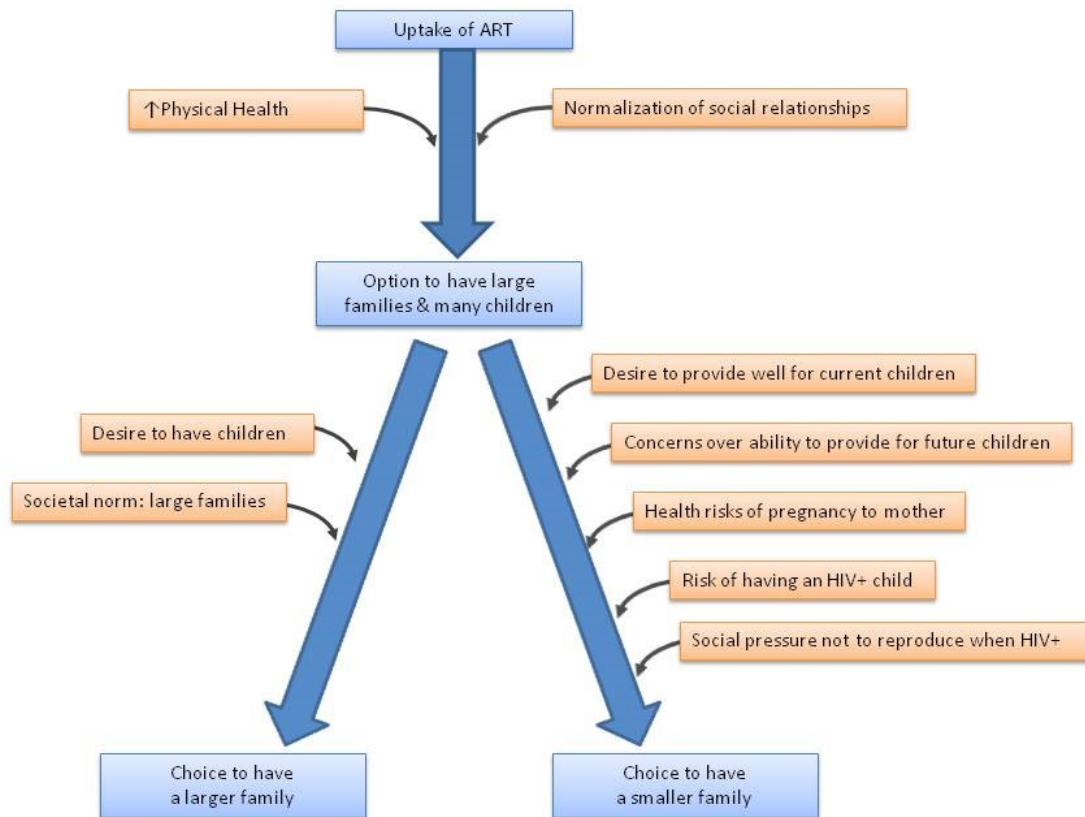 Uptake of ART
↑Physical Health
Normalization of social relationships
Option to have large
families & many children
Desire to provide well for current children
Desire to have children
Concerns over ability to provide for future children
Societal norm: large families
Health risks of pregnancy to mother
Risk of having an HIV+ child
Social pressure not to reproduce when HIV+
Choice to have
a larger family
Choice to have
a smaller family